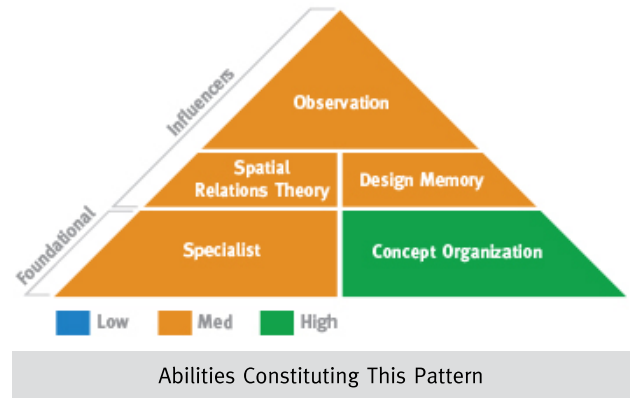 Influencers
Observation
Spatial
Relations Theory
Design Memory
Foundational
Specialist
Concept Organization
Low
Med
High
Abilities Constituting This Pattern